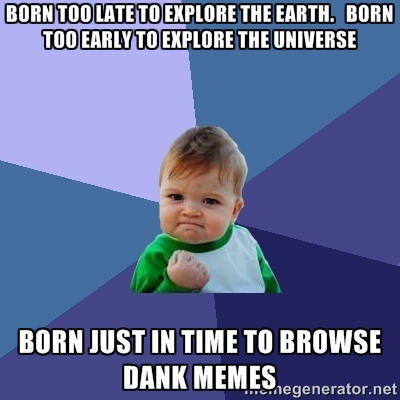 BORN TOO LATE TO EXPLORE THE EARTH.   BORN
TOO EARLY TO EXPLORE THE UNIVERSE
BORN JUST IN TIME TO BROWSE
DANK MEMES
memegenerator.net